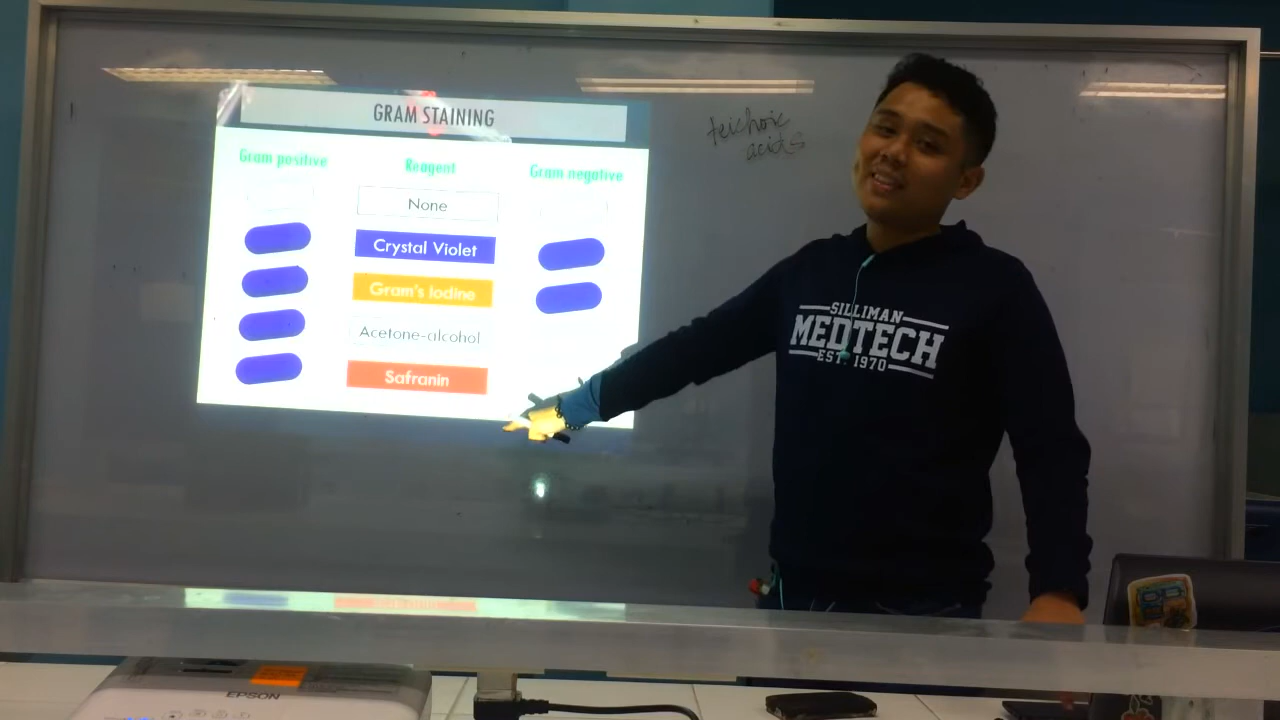 GRAM STAINING
Gram positive Reagent Gram negative
None
Crystal Violet
Gram's iodine
Acetone-alcohol
Safranin
teichoic
acids
SILLIMAN
MEDTECH
EST. 1970
EPSON